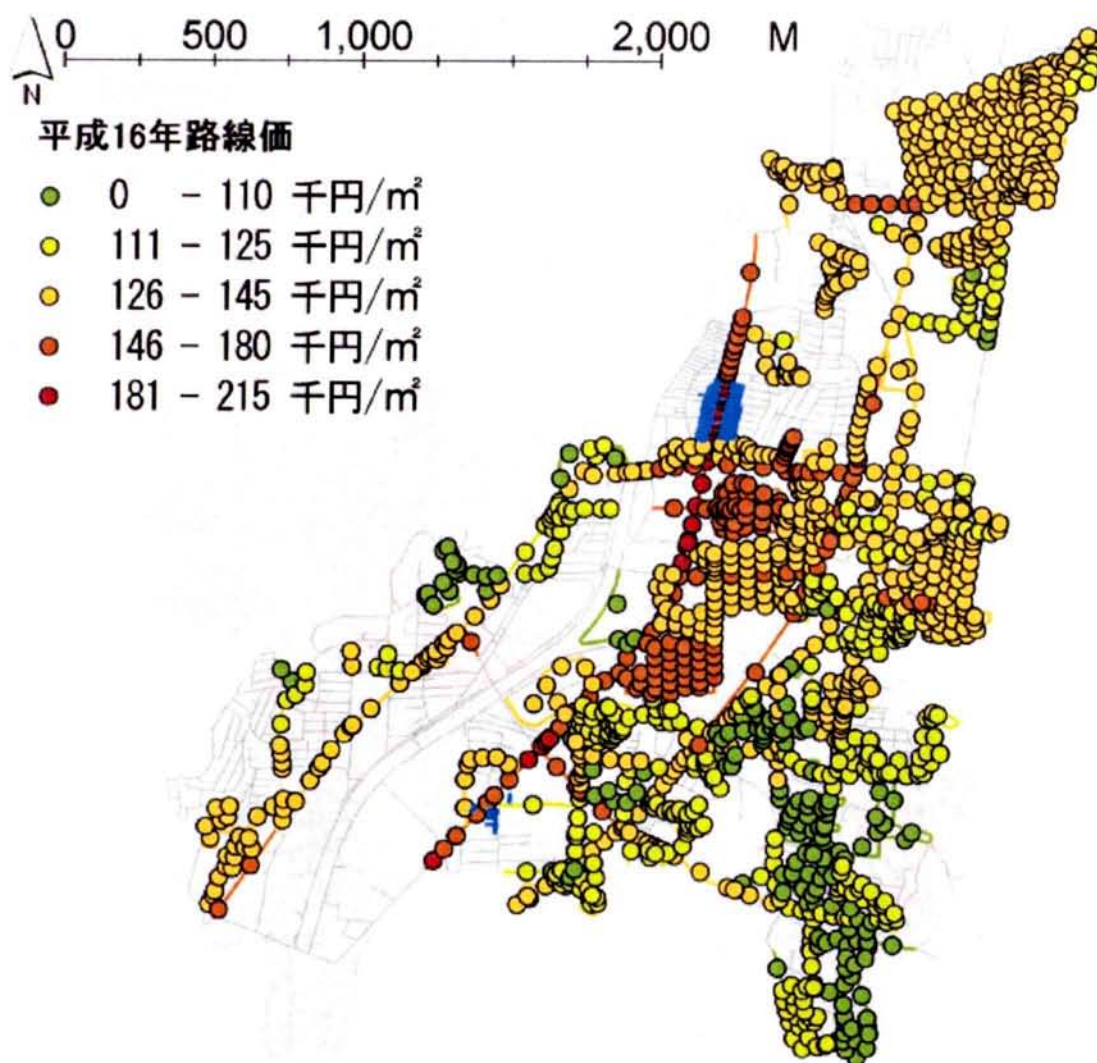 0 500 1,000 2,000 M
N
平成16年路線価
0 - 110 千円/㎡
111 - 125 千円/㎡
126 - 145 千円/㎡
146 - 180 千円/㎡
181 - 215 千円/㎡